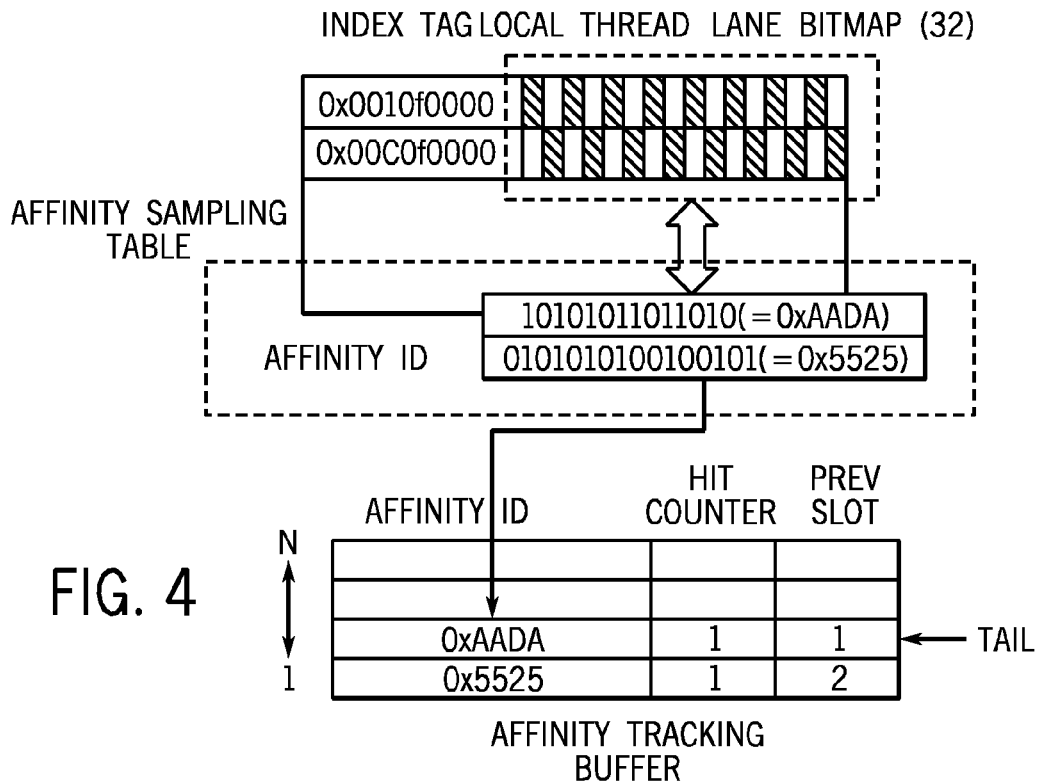 INDEX TAG LOCAL THREAD LANE BITMAP (32)
0x0010f0000
0x00C0f0000
AFFINITY SAMPLING
TABLE
10101011011010(=0xAADA)
0101010100100101(=0x5525)
AFFINITY ID
AFFINITY ID
HIT
COUNTER
PREV
SLOT
N
1
0xAADA 1 1
0x5525 1 2
TAIL
FIG. 4
AFFINITY TRACKING
BUFFER